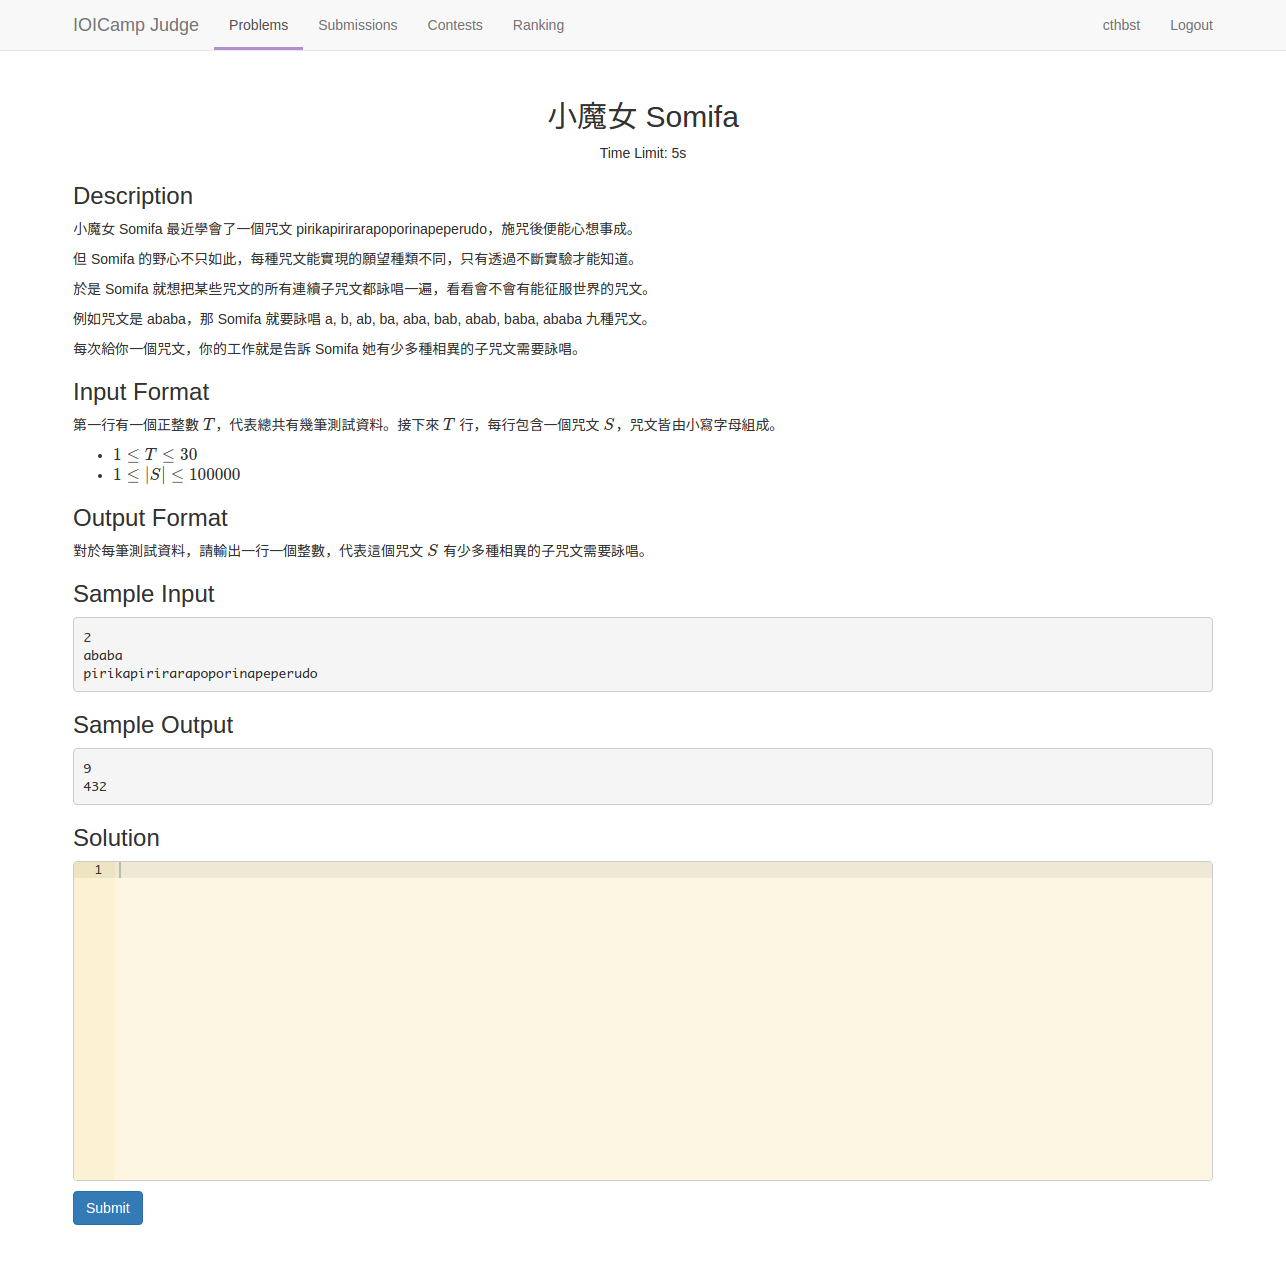 IOICamp Judge Problems Submissions Contests Ranking cthbst Logout
小魔女 Somifa
Time Limit: 5s
Description
小魔女 Somifa 最近學會了一個咒文 pirikapirirarapoporinapeperudo，施咒後便能心想事成。
但 Somifa 的野心不只如此，每種咒文能實現的願望種類不同，只有透過不斷實驗才能知道。
於是 Somifa 就想把某些咒文的所有連續子咒文都詠唱一遍，看看會不會有能征服世界的咒文。
例如咒文是 ababa，那 Somifa 就要詠唱 a, b, ab, ba, aba, bab, abab, baba, ababa 九種咒文。
每次給你一個咒文，你的工作就是告訴 Somifa 她有少多種相異的子咒文需要詠唱。
Input Format
第一行有一個正整數 T，代表總共有幾筆測試資料。接下來 T 行，每行包含一個咒文 S，咒文皆由小寫字母組成。
• 1 ≤ T ≤ 30
• 1 ≤ |S| ≤ 100000
Output Format
對於每筆測試資料，請輸出一行一個整數，代表這個咒文 S 有少多種相異的子咒文需要詠唱。
Sample Input
2
ababa
pirikapirirarapoporinapeperudo
Sample Output
9
432
Solution
1
Submit